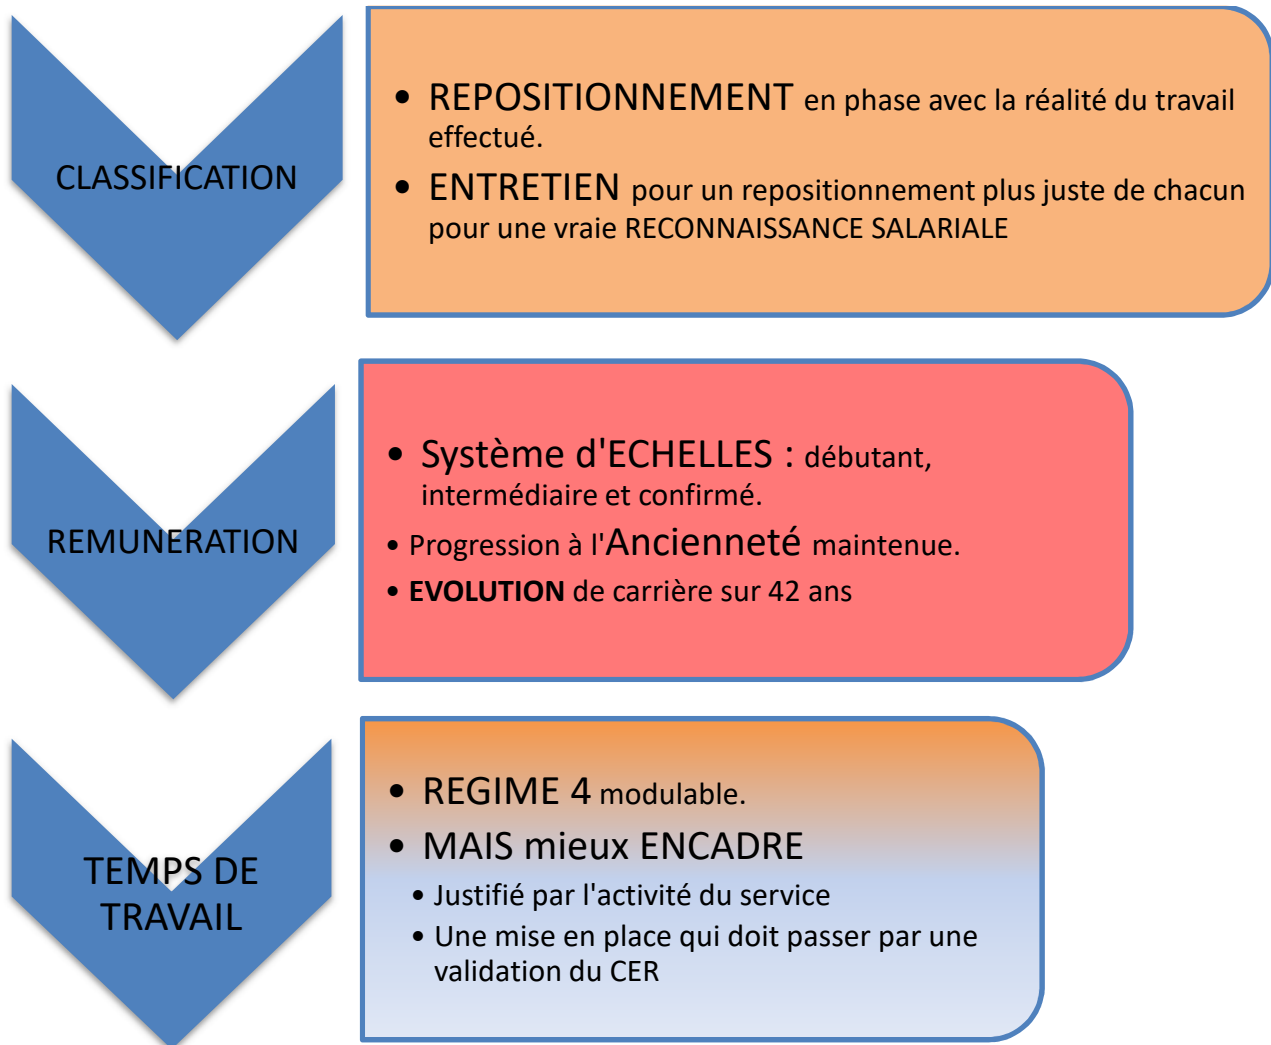 CLASSIFICATION
• REPOSITIONNEMENT en phase avec la réalité du travail
effectué.
• ENTRETIEN pour un repositionnement plus juste de chacun
pour une vraie RECONNAISSANCE SALARIALE
REMUNERATION
• Système d'ECHELLES : débutant,
intermédiaire et confirmé.
• Progression à l'Ancienneté maintenue.
• EVOLUTION de carrière sur 42 ans
TEMPS DE
TRAVAIL
• REGIME 4 modulable.
• MAIS mieux ENCADRE
• Justifié par l'activité du service
• Une mise en place qui doit passer par une
validation du CER